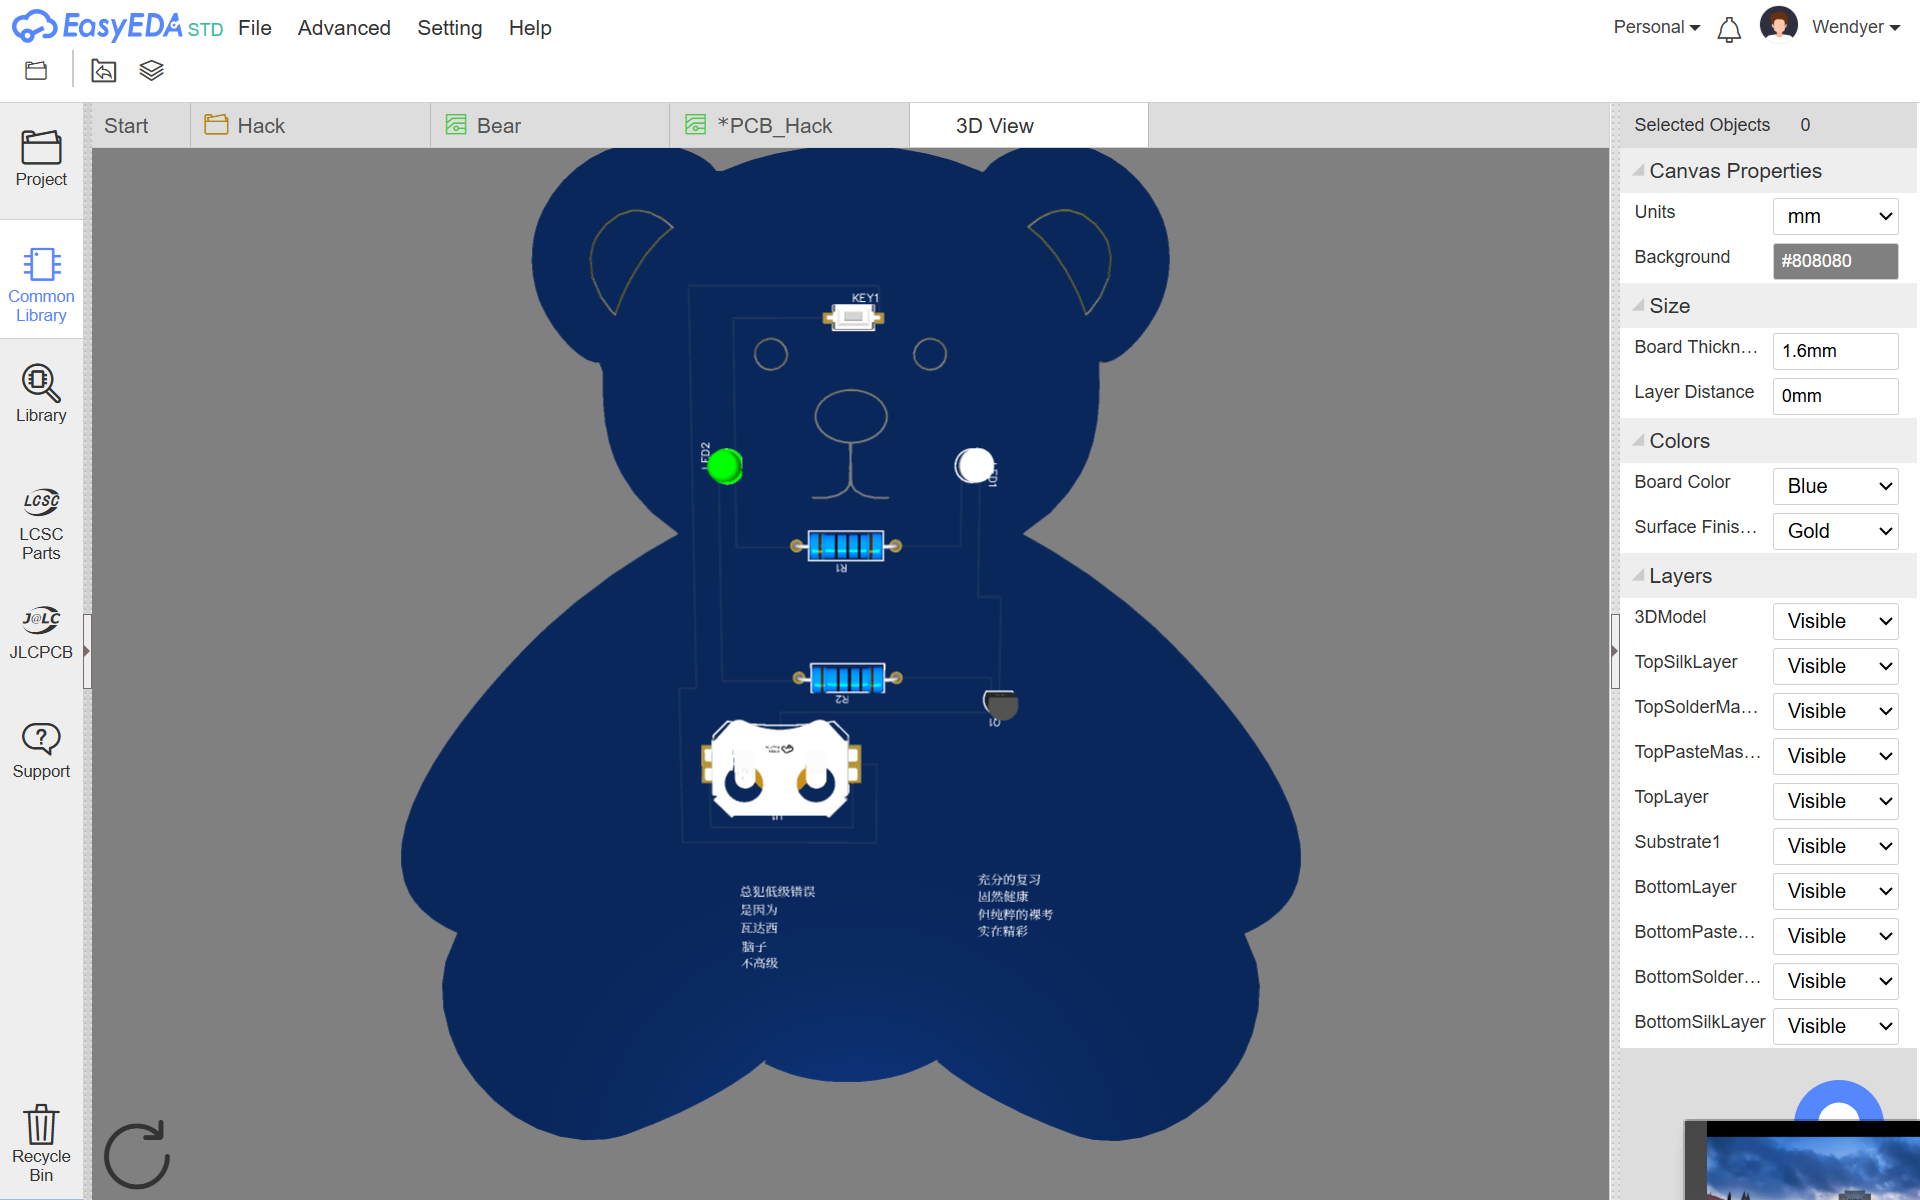 EasyEDA STD File Advanced Setting Help
Personal Wendyer
Start Hack Bear *PCB_Hack 3D View
Project
Common
Library
Library
LCSC
LCSC
Parts
J@LC
JLCPCB
Support
Recycle
Bin
KEY1
LED2
LED1
R1
R2
Q1
U1
总犯低级错误
是因为
瓦达西
脑子
不高级
充分的复习
固然健康
但纯粹的裸考
实在精彩
Selected Objects 0
Canvas Properties
Units mm
Background #808080
Size
Board Thickn... 1.6mm
Layer Distance 0mm
Colors
Board Color Blue
Surface Finis... Gold
Layers
3DModel Visible
TopSilkLayer Visible
TopSolderMa... Visible
TopPasteMas... Visible
TopLayer Visible
Substrate1 Visible
BottomLayer Visible
BottomPaste... Visible
BottomSolder... Visible
BottomSilkLayer Visible